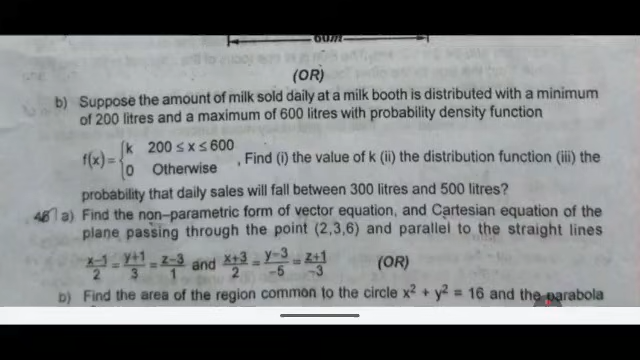 60m
(OR)
b) Suppose the amount of milk sold daily at a milk booth is distributed with a minimum
of 200 litres and a maximum of 600 litres with probability density function
f(x) = { k 200 ≤ x ≤ 600
0 Otherwise , Find (i) the value of k (ii) the distribution function (iii) the
probability that daily sales will fall between 300 litres and 500 litres?
46 a) Find the non–parametric form of vector equation, and Cartesian equation of the
plane passing through the point (2,3,6) and parallel to the straight lines
x–1/2 = y+1/3 = z–3/1 and x+3/2 = y–3/–5 = z+1/–3 (OR)
b) Find the area of the region common to the circle x² + y² = 16 and the parabola